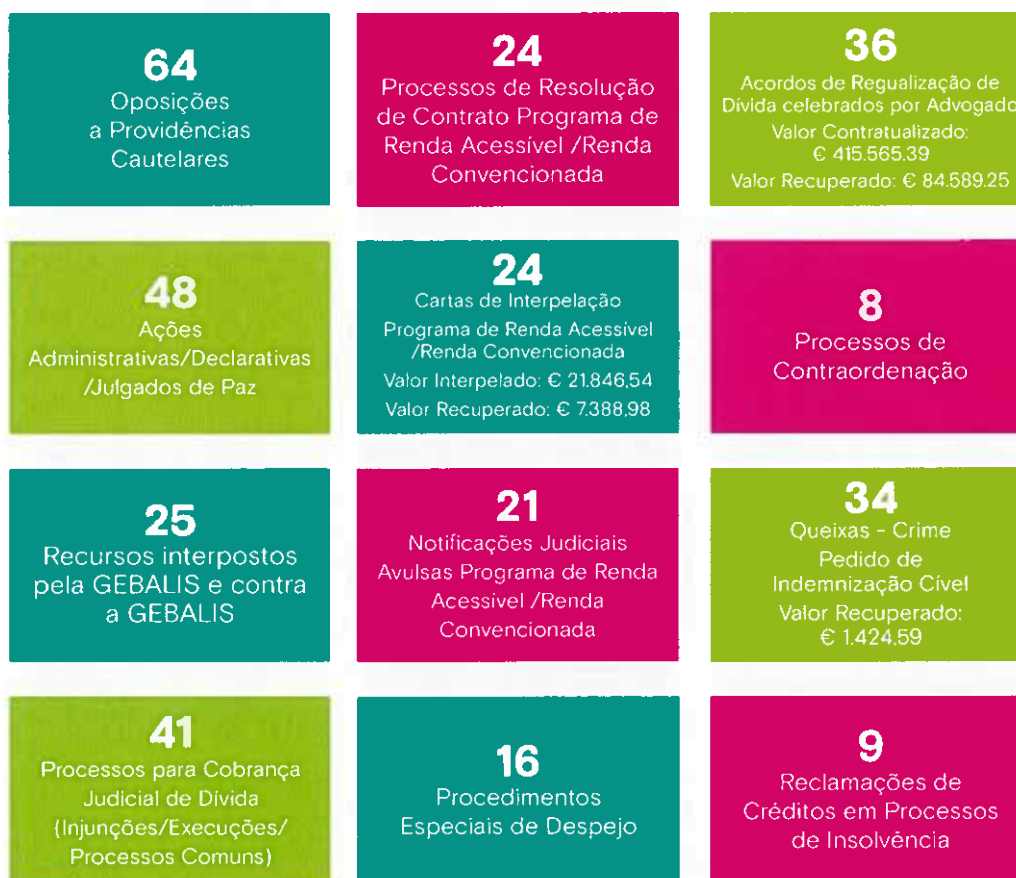 64
Oposições
a Providências
Cautelares
24
Processos de Resolução
de Contrato Programa de
Renda Acessível /Renda
Convencionada
36
Acordos de Regualização de
Dívida celebrados por Advogado
Valor Contratualizado:
€ 415.565.39
Valor Recuperado: € 84.589.25
48
Ações
Administrativas/Declarativas
/Julgados de Paz
24
Cartas de Interpelação
Programa de Renda Acessível
/Renda Convencionada
Valor Interpelado: € 21.846,54
Valor Recuperado: € 7.388,98
8
Processos de
Contraordenação
25
Recursos interpostos
pela GEBALIS e contra
a GEBALIS
21
Notificações Judiciais
Avulsas Programa de Renda
Acessível /Renda
Convencionada
34
Queixas - Crime
Pedido de
Indemnização Cível
Valor Recuperado:
€ 1.424,59
41
Processos para Cobrança
Judicial de Dívida
(Injunções/Execuções/
Processos Comuns)
16
Procedimentos
Especiais de Despejo
9
Reclamações de
Créditos em Processos
de Insolvência